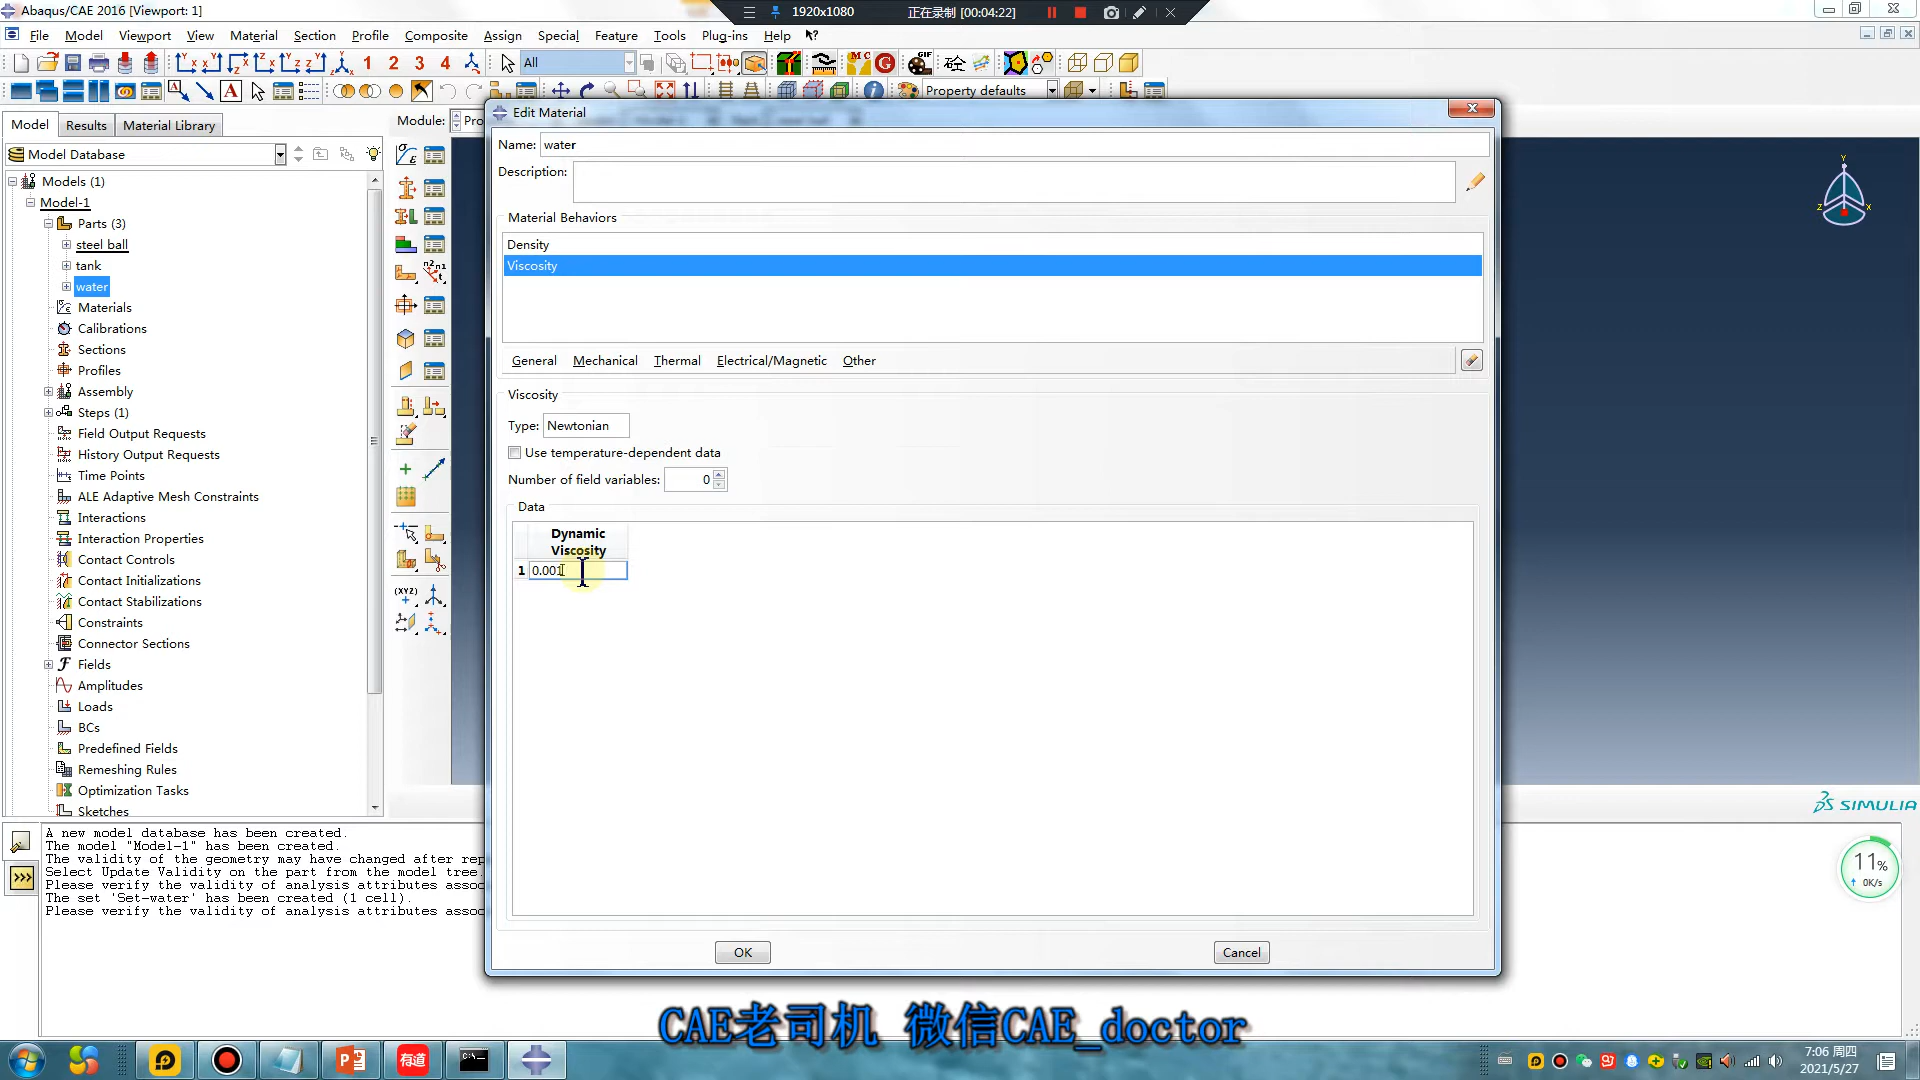 Abaqus/CAE 2016 [Viewport: 1]
1920x1080
正在录制 [00:04:22]
File Model Viewport View Material Section Profile Composite Assign Special Feature Tools Plug-ins Help
1 2 3 4
All
M C
G
GIF
砼
A
A
Property defaults
Model Results Material Library
Module:
Edit Material
Model Database
Models (1)
Model-1
Parts (3)
steel ball
tank
water
Materials
Calibrations
Sections
Profiles
Assembly
Steps (1)
Field Output Requests
History Output Requests
Time Points
ALE Adaptive Mesh Constraints
Interactions
Interaction Properties
Contact Controls
Contact Initializations
Contact Stabilizations
Constraints
Connector Sections
Fields
Amplitudes
Loads
BCs
Predefined Fields
Remeshing Rules
Optimization Tasks
Sketches
Name: water
Description:
Material Behaviors
Density
Viscosity
General Mechanical Thermal Electrical/Magnetic Other
Viscosity
Type: Newtonian
Use temperature-dependent data
Number of field variables: 0
Data
Dynamic
Viscosity
1 0.001
OK Cancel
(XYZ)
Y
Z
X
SIMULIA
A new model database has been created.
The model "Model-1" has been created.
The validity of the geometry may have changed after rep
Select Update Validity on the part from the model tree.
Please verify the validity of analysis attributes assoc
The set 'Set-water' has been created (1 cell).
Please verify the validity of analysis attributes assoc
>>>
11%
0K/s
CAE老司机 微信CAE_doctor
有道
7:06 周四
2021/5/27